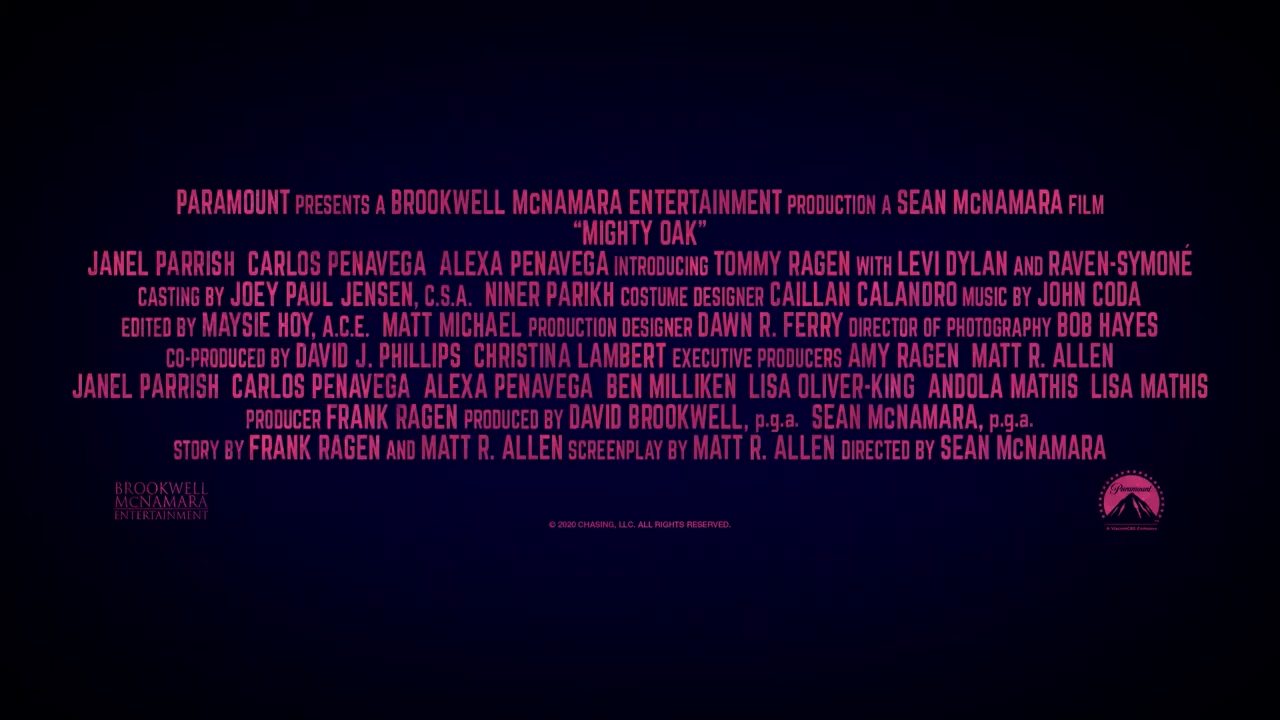 PARAMOUNT PRESENTS A BROOKWELL McNAMARA ENTERTAINMENT PRODUCTION A SEAN McNAMARA FILM
“MIGHTY OAK”
JANEL PARRISH CARLOS PENAVEGA ALEXA PENAVEGA INTRODUCING TOMMY RAGEN WITH LEVI DYLAN AND RAVEN-SYMONÉ
CASTING BY JOEY PAUL JENSEN, C.S.A. NINER PARIKH COSTUME DESIGNER CAILLAN CALANDRO MUSIC BY JOHN CODA
EDITED BY MAYSIE HOY, A.C.E. MATT MICHAEL PRODUCTION DESIGNER DAWN R. FERRY DIRECTOR OF PHOTOGRAPHY BOB HAYES
CO-PRODUCED BY DAVID J. PHILLIPS CHRISTINA LAMBERT EXECUTIVE PRODUCERS AMY RAGEN MATT R. ALLEN
JANEL PARRISH CARLOS PENAVEGA ALEXA PENAVEGA BEN MILLIKEN LISA OLIVER-KING ANDOLA MATHIS LISA MATHIS
PRODUCER FRANK RAGEN PRODUCED BY DAVID BROOKWELL, p.g.a. SEAN McNAMARA, p.g.a.
STORY BY FRANK RAGEN AND MATT R. ALLEN SCREENPLAY BY MATT R. ALLEN DIRECTED BY SEAN McNAMARA
BROOKWELL
McNAMARA
ENTERTAINMENT
© 2020 CHASING, LLC. ALL RIGHTS RESERVED.
Paramount
A ViacomCBS Company